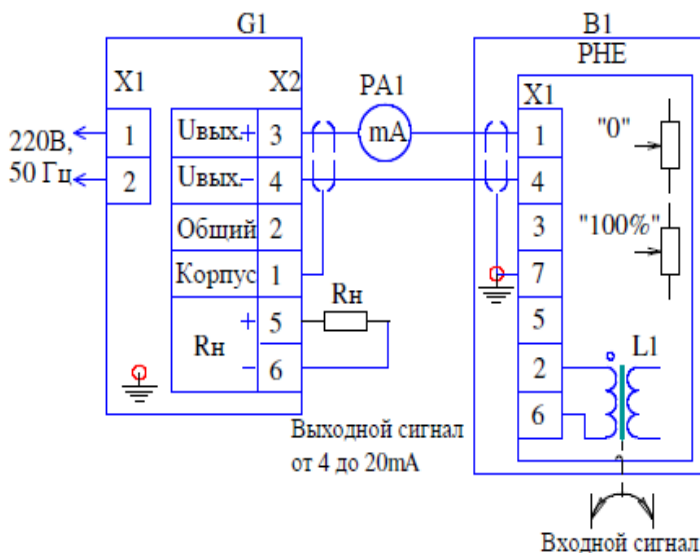 G1
B1
PHE
X1
X2
PA1
X1
220В,
50 Гц
1
2
Uвых.+
3
mA
1
"0"
Uвых.-
4
4
Общий
2
3
"100%"
Корпус
1
7
Rн
+
5
5
Rн
-
6
2
L1
6
Выходной сигнал
от 4 до 20mA
Входной сигнал